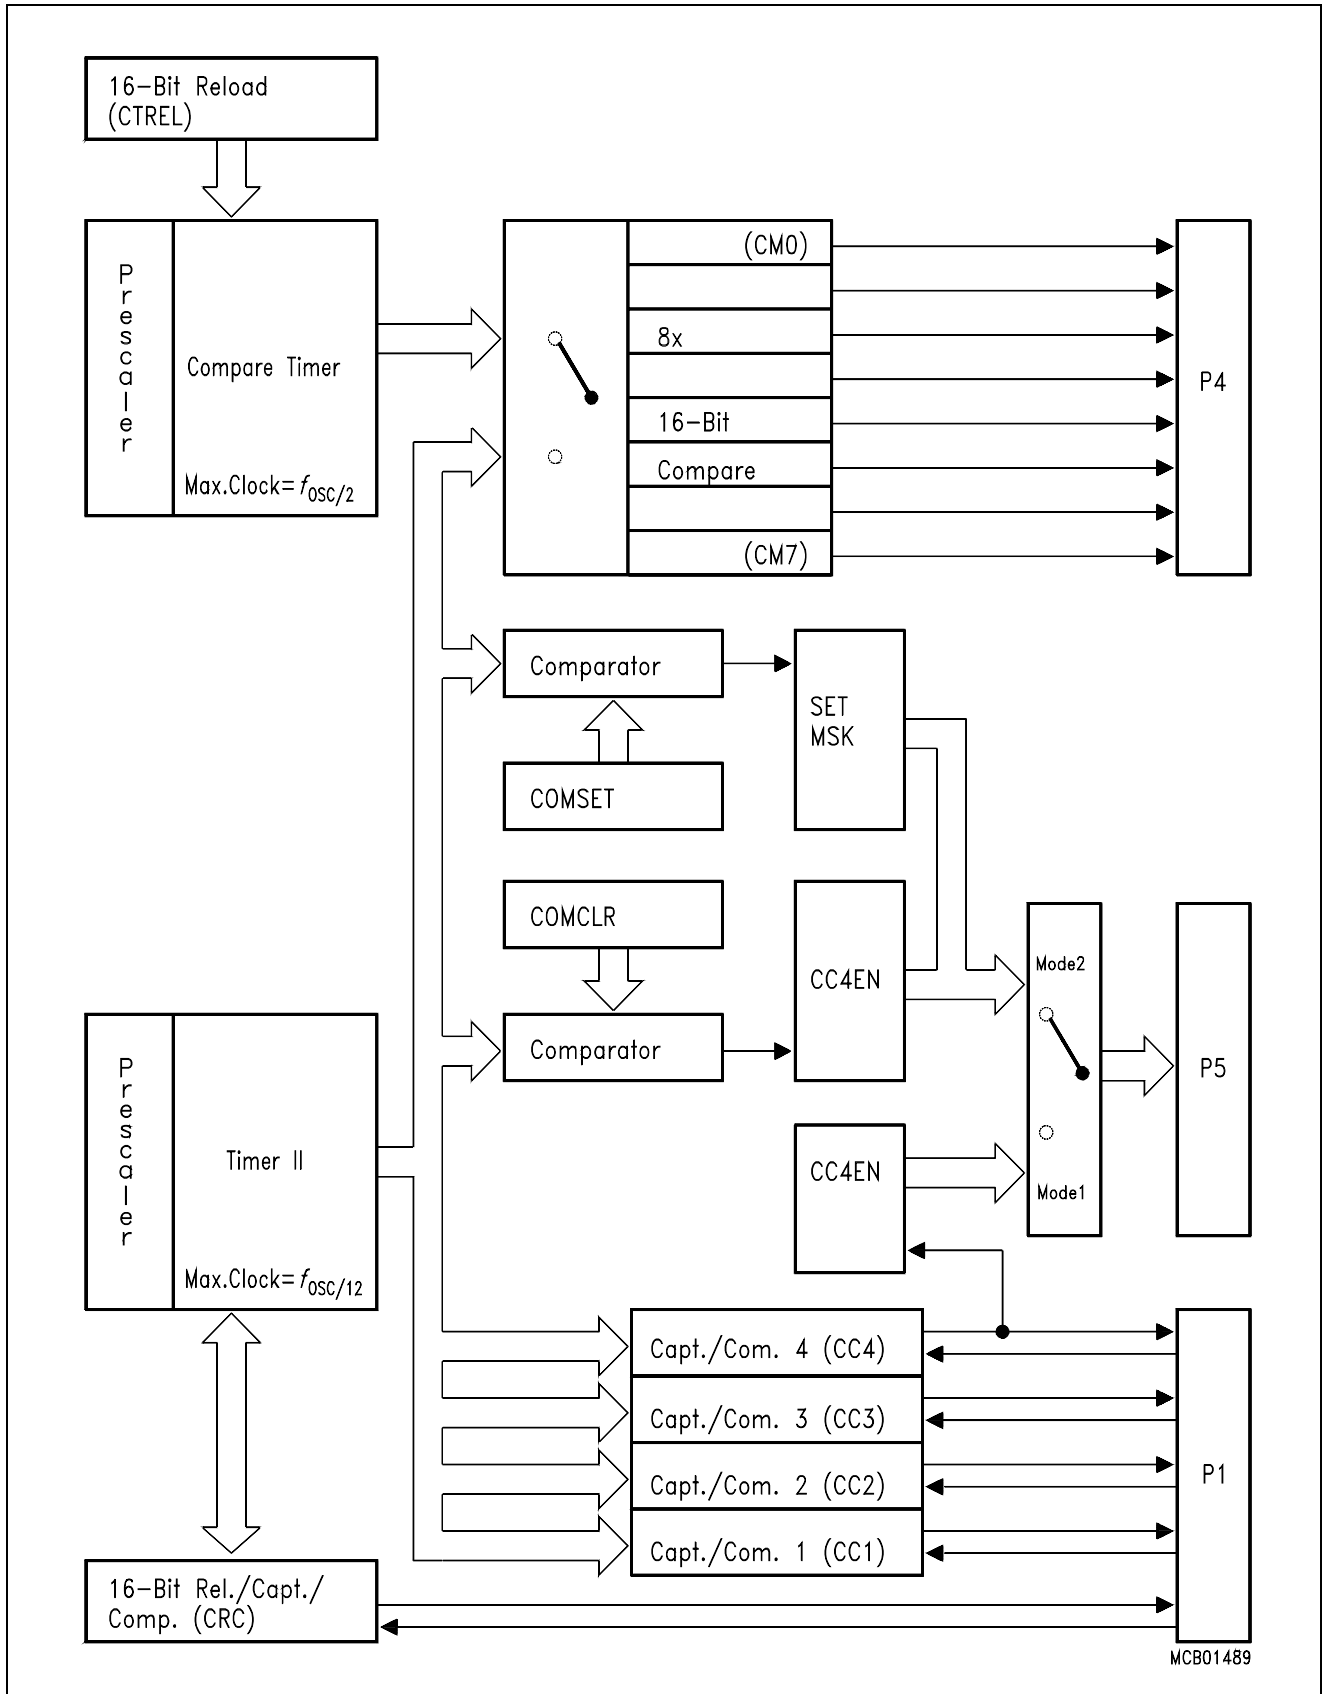 16-Bit Reload
(CTREL)
Prescaler
Compare Timer
Max.Clock=fOSC/2
(CM0)
8x
16-Bit
Compare
(CM7)
P4
Comparator
SET
MSK
COMSET
COMCLR
CC4EN
Comparator
Mode2
P5
Prescaler
Timer II
Max.Clock=fOSC/12
CC4EN
Mode1
Capt./Com. 4 (CC4)
Capt./Com. 3 (CC3)
Capt./Com. 2 (CC2)
Capt./Com. 1 (CC1)
P1
16-Bit Rel./Capt./
Comp. (CRC)
MCB01489